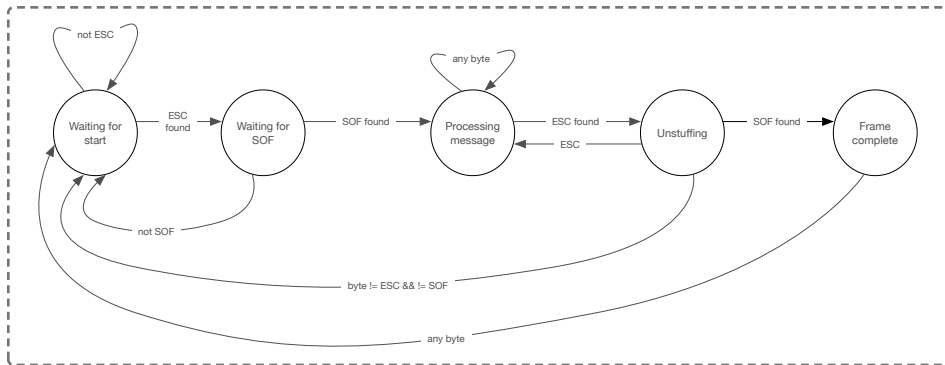 not ESC
any byte
Waiting for
start
ESC
found
Waiting for
SOF
SOF found
Processing
message
ESC found
ESC
Unstuffing
SOF found
Frame
complete
not SOF
byte != ESC && != SOF
any byte